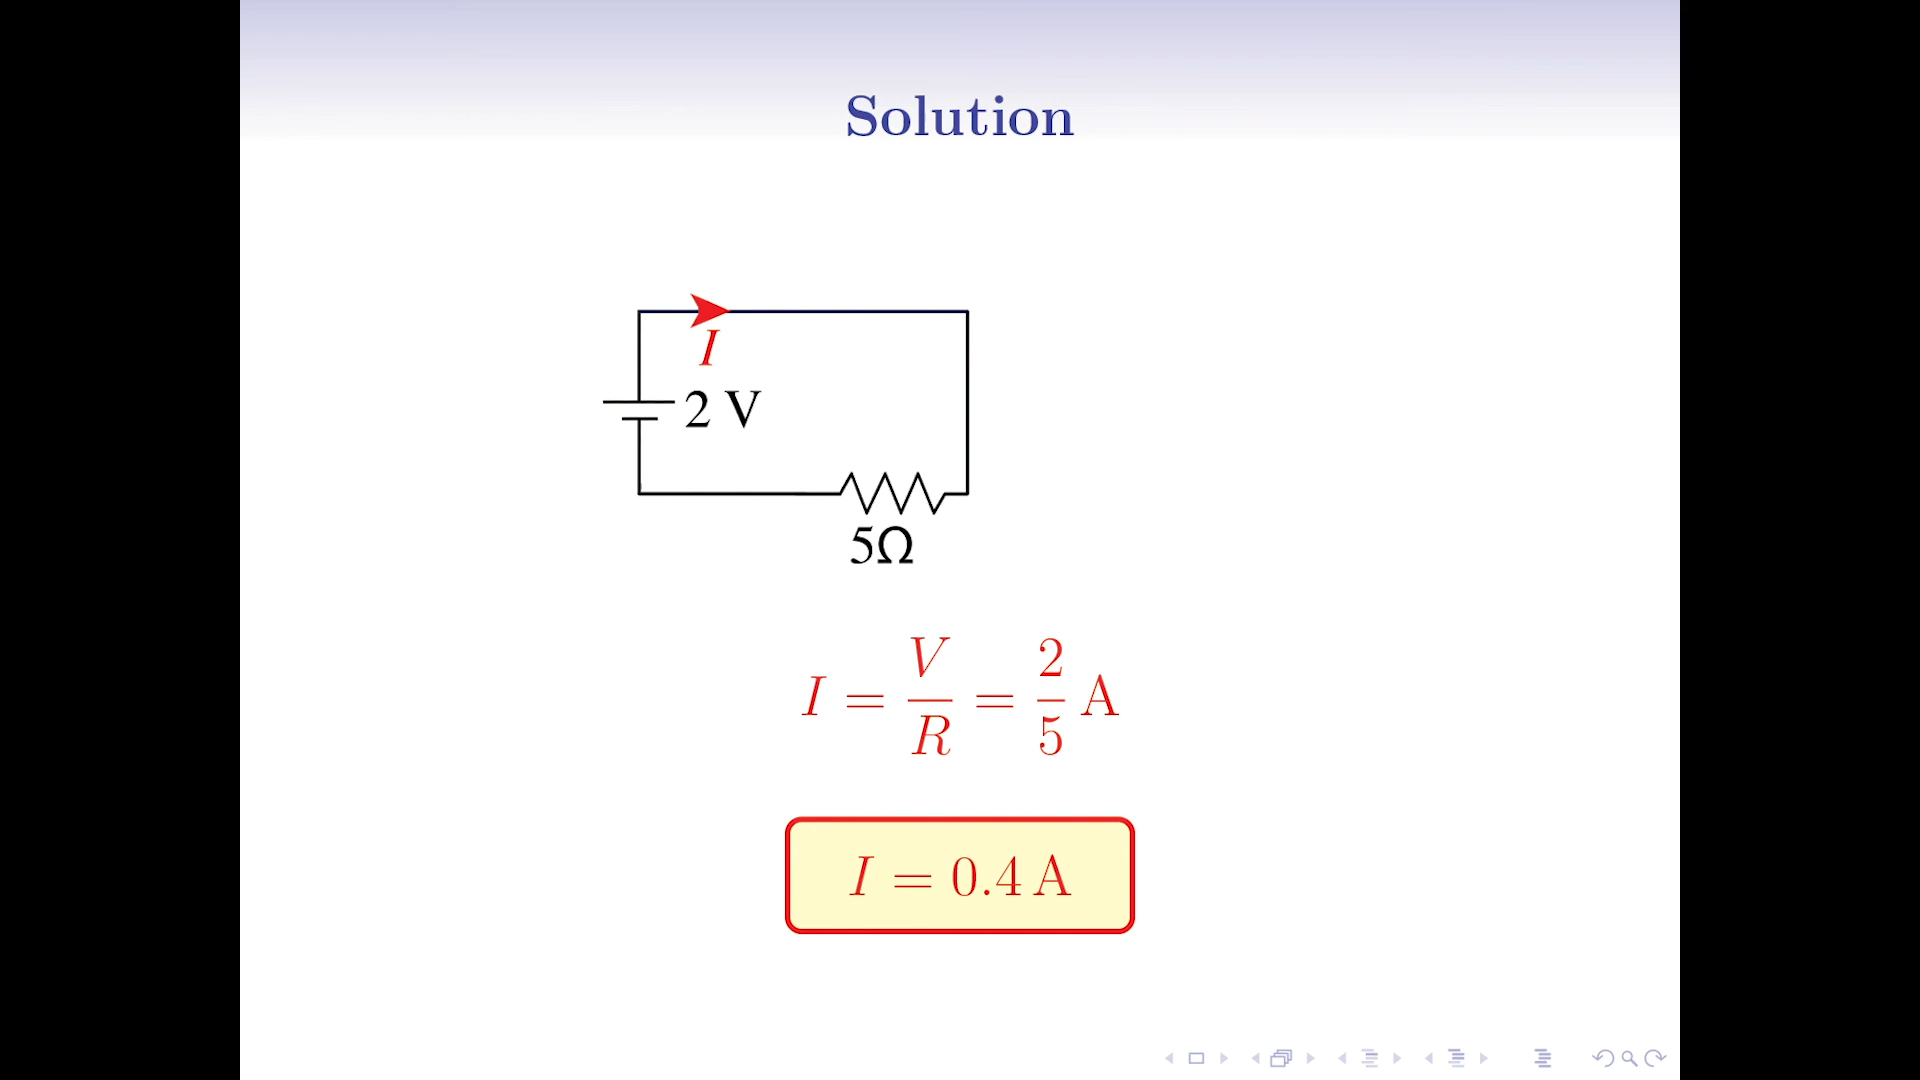 Solution
I
2 V
5Ω
I = V/R = 2/5 A
I = 0.4 A